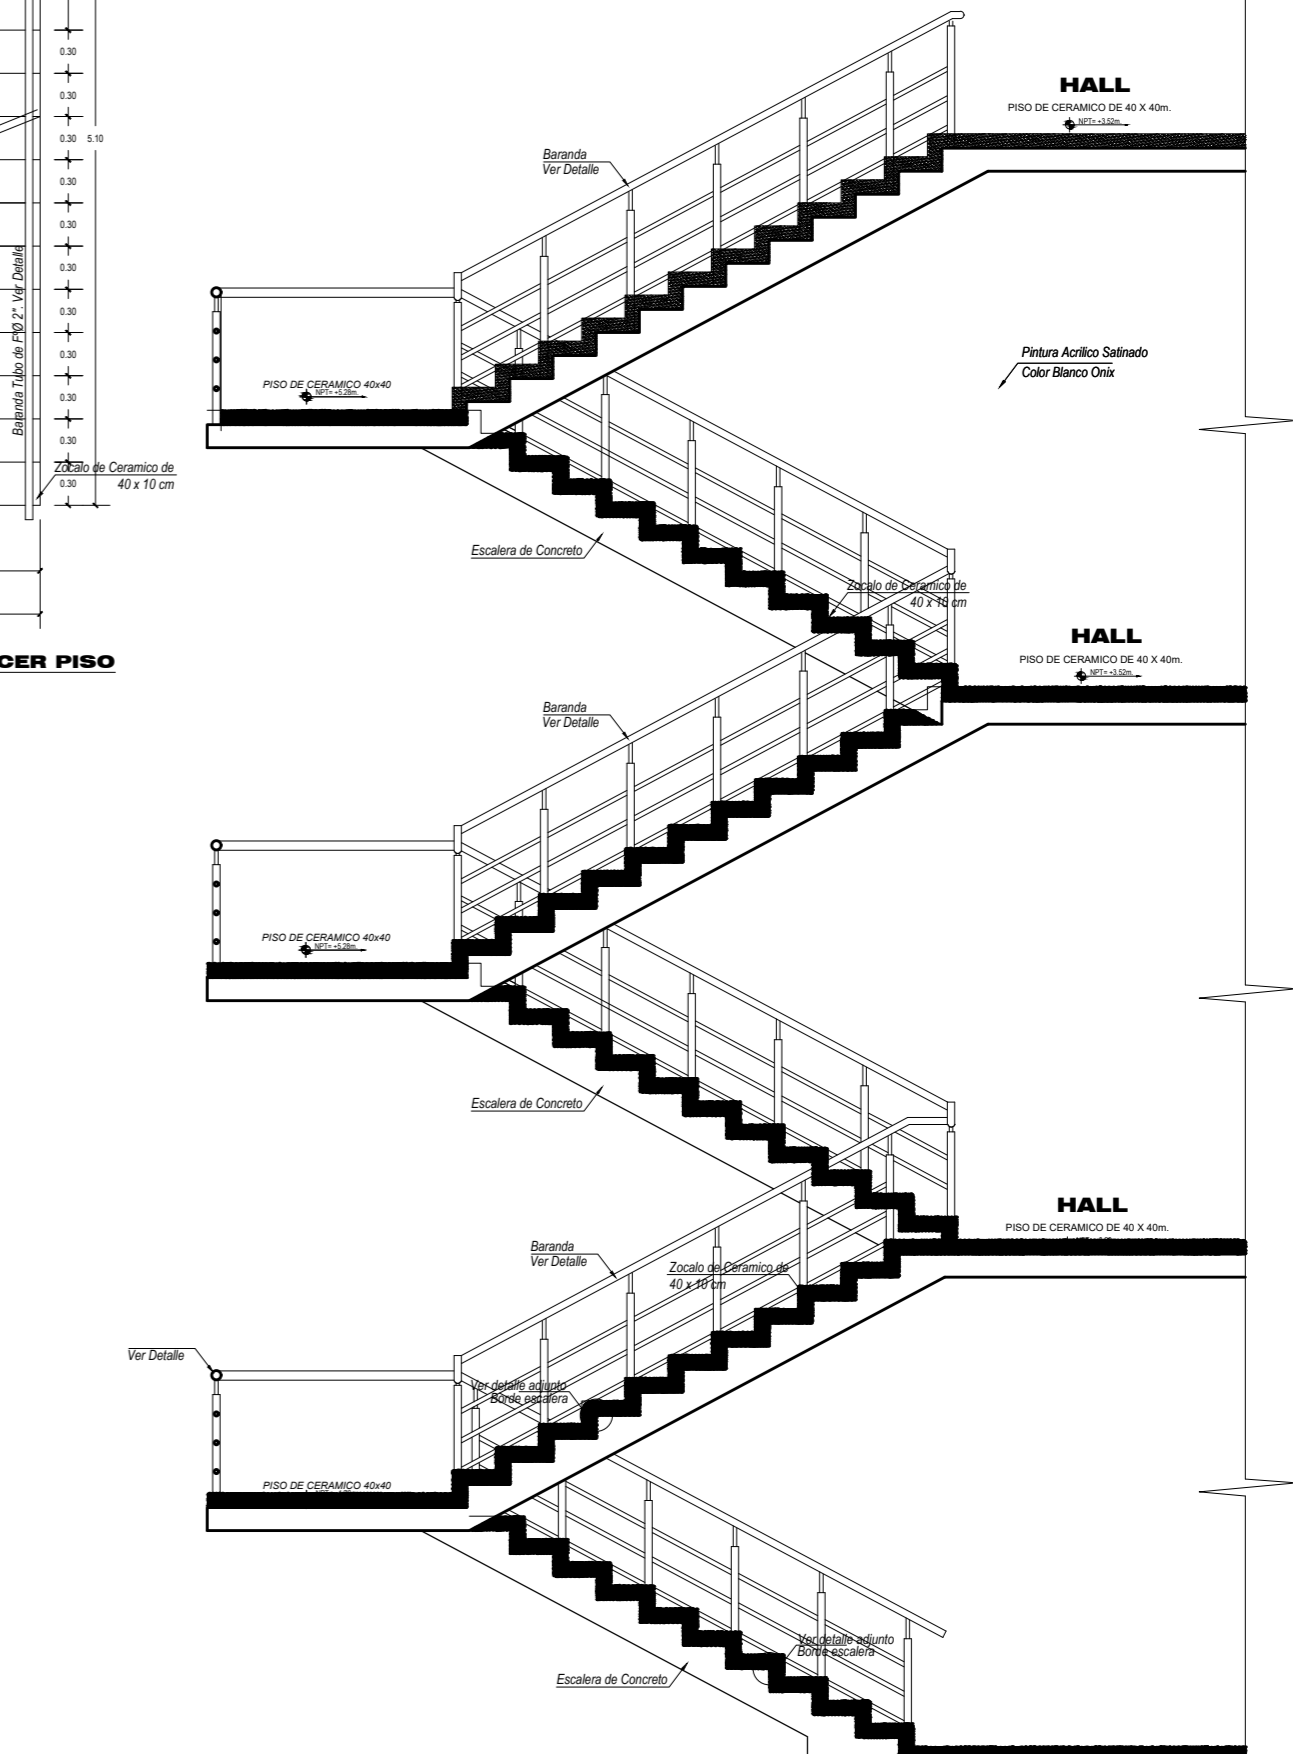 0.30
0.30
0.30
5.10
0.30
0.30
0.30
0.30
0.30
0.30
0.30
0.30
Baranda Tubo de FºØ 2". Ver Detalle
Zocalo de Ceramico de
40 x 10 cm
CER PISO
HALL
PISO DE CERAMICO DE 40 X 40m.
NPT= +3.52m.
Baranda
Ver Detalle
PISO DE CERAMICO 40x40
NPT= +5.28m.
Pintura Acrilico Satinado
Color Blanco Onix
Escalera de Concreto
Zocalo de Ceramico de
40 x 10 cm
HALL
PISO DE CERAMICO DE 40 X 40m.
NPT= +3.52m.
Baranda
Ver Detalle
PISO DE CERAMICO 40x40
NPT= +5.28m.
Escalera de Concreto
HALL
PISO DE CERAMICO DE 40 X 40m.
Baranda
Ver Detalle
Zocalo de Ceramico de
40 x 10 cm
Ver Detalle
Ver detalle adjunto
Borde escalera
PISO DE CERAMICO 40x40
Ver detalle adjunto
Borde escalera
Escalera de Concreto